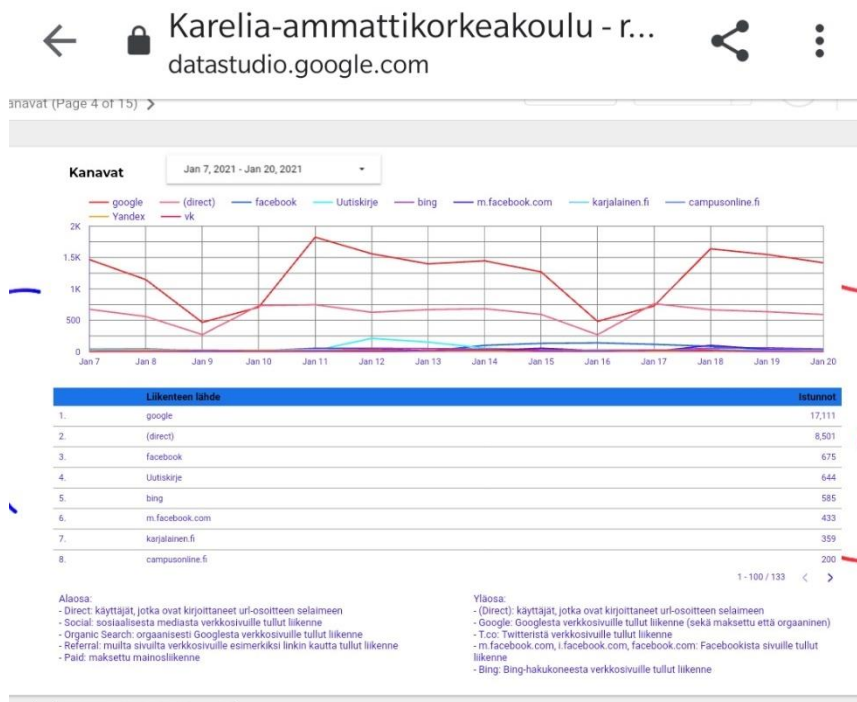 Karelia-ammattikorkeakoulu - r...
datastudio.google.com
anavat (Page 4 of 15)
Kanavat
Jan 7, 2021 - Jan 20, 2021
google (direct) facebook Uutiskirje bing m.facebook.com karjalainen.fi campusonline.fi
Yandex vk
2K
1.5K
1K
500
0
Jan 7 Jan 8 Jan 9 Jan 10 Jan 11 Jan 12 Jan 13 Jan 14 Jan 15 Jan 16 Jan 17 Jan 18 Jan 19 Jan 20
Liikenteen lähde Istunnot
1. google 17,111
2. (direct) 8,501
3. facebook 675
4. Uutiskirje 644
5. bing 585
6. m.facebook.com 433
7. karjalainen.fi 359
8. campusonline.fi 200
1 - 100 / 133
Alaosa:
- Direct: käyttäjät, jotka ovat kirjoittaneet url-osoitteen selaimeen
- Social: sosiaalisesta mediasta verkkosivuille tullut liikenne
- Organic Search: orgaanisesti Googlesta verkkosivuille tullut liikenne
- Referral: muilta sivuilta verkkosivuille esimerkiksi linkin kautta tullut liikenne
- Paid: maksettu mainosliikenne
Yläosa:
- (Direct): käyttäjät, jotka ovat kirjoittaneet url-osoitteen selaimeen
- Google: Googlesta verkkosivuille tullut liikenne (sekä maksettu että orgaaninen)
- T.co: Twitteristä verkkosivuille tullut liikenne
- m.facebook.com, i.facebook.com, facebook.com: Facebookista sivuille tullut
liikenne
- Bing: Bing-hakukoneesta verkkosivuille tullut liikenne